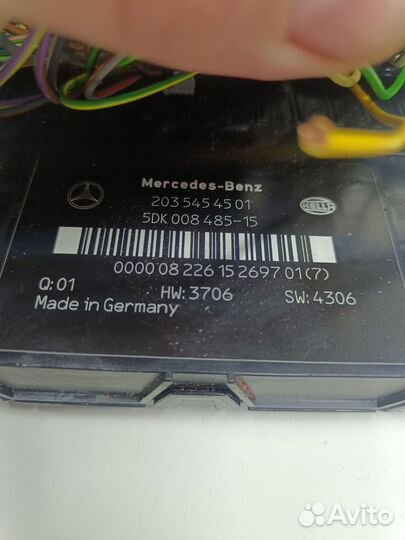 Mercedes-Benz
203 545 45 01
5DK 008 485-15
HELLA
0000 08 226 15 2697 01 (7)
Q: 01
HW: 3706
SW: 4306
Made in Germany
Avito